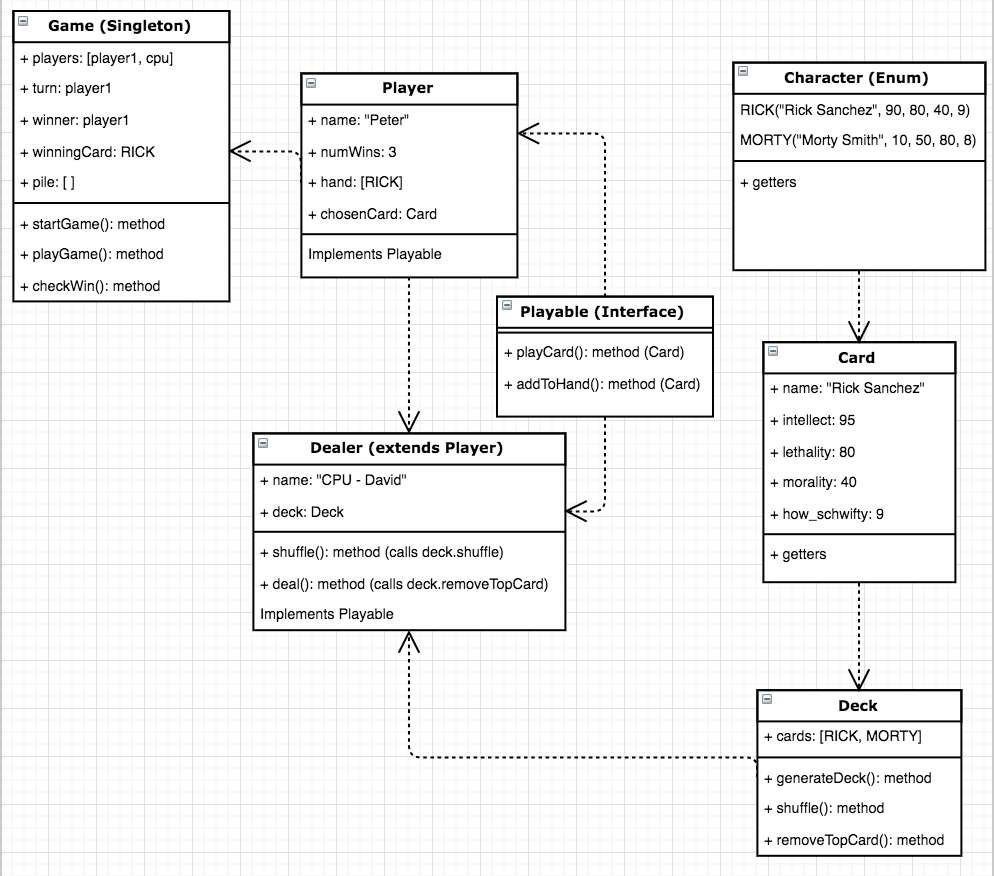 Game (Singleton)
+ players: [player1, cpu]
+ turn: player1
+ winner: player1
+ winningCard: RICK
+ pile: [ ]
+ startGame(): method
+ playGame(): method
+ checkWin(): method
Player
+ name: "Peter"
+ numWins: 3
+ hand: [RICK]
+ chosenCard: Card
Implements Playable
Character (Enum)
RICK("Rick Sanchez", 90, 80, 40, 9)
MORTY("Morty Smith", 10, 50, 80, 8)
+ getters
Playable (Interface)
+ playCard(): method (Card)
+ addToHand(): method (Card)
Card
+ name: "Rick Sanchez"
+ intellect: 95
+ lethality: 80
+ morality: 40
+ how_schwifty: 9
+ getters
Dealer (extends Player)
+ name: "CPU - David"
+ deck: Deck
+ shuffle(): method (calls deck.shuffle)
+ deal(): method (calls deck.removeTopCard)
Implements Playable
Deck
+ cards: [RICK, MORTY]
+ generateDeck(): method
+ shuffle(): method
+ removeTopCard(): method